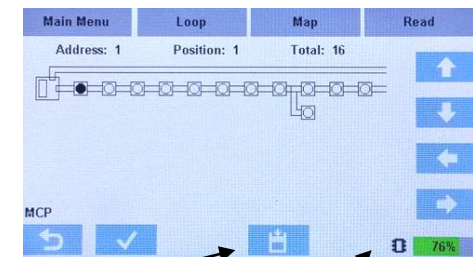 Main Menu Loop Map Read
Address: 1 Position: 1 Total: 16
MCP
76%